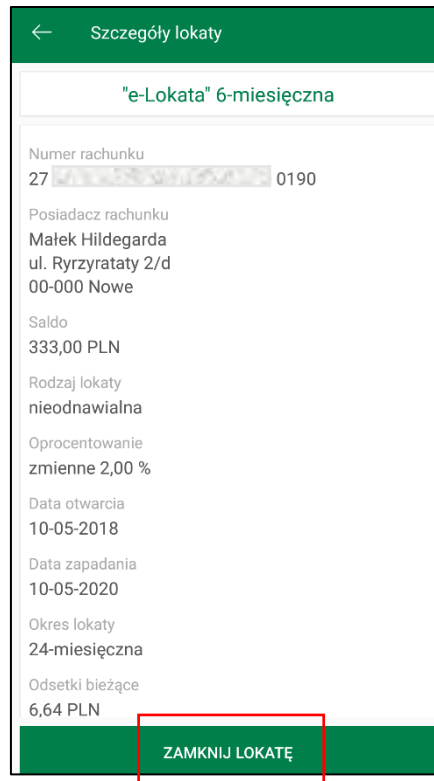 Szczegóły lokaty
"e-Lokata" 6-miesięczna
Numer rachunku
27 0190
Posiadacz rachunku
Małek Hildegarda
ul. Ryrzyrataty 2/d
00-000 Nowe
Saldo
333,00 PLN
Rodzaj lokaty
nieodnawialna
Oprocentowanie
zmienne 2,00 %
Data otwarcia
10-05-2018
Data zapadania
10-05-2020
Okres lokaty
24-miesięczna
Odsetki bieżące
6,64 PLN
ZAMKNIJ LOKATĘ